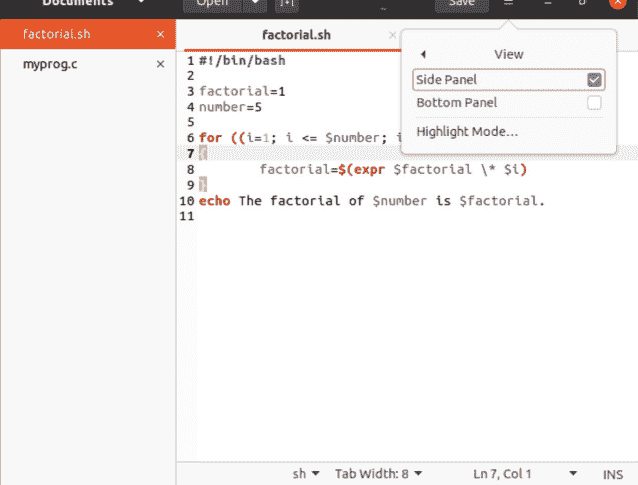 Documents
Open
Save
factorial.sh
myprog.c
factorial.sh
View
Side Panel
Bottom Panel
Highlight Mode...
1 #!/bin/bash
2
3 factorial=1
4 number=5
5
6 for ((i=1; i <= $number; i
7 {
8 factorial=$(expr $factorial \* $i)
9 }
10 echo The factorial of $number is $factorial.
11
sh Tab Width: 8 Ln 7, Col 1 INS